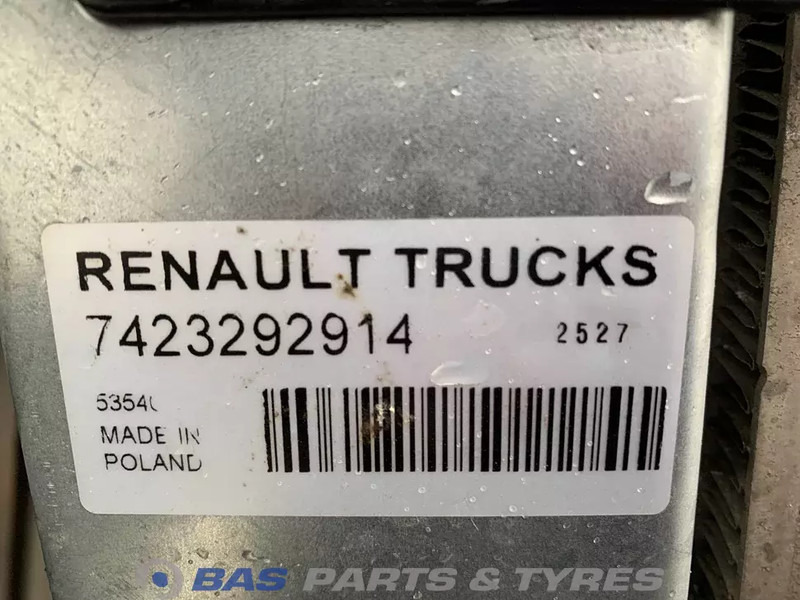 RENAULT TRUCKS
7423292914 2527
MADE IN
POLAND
BAS PARTS & TYRES